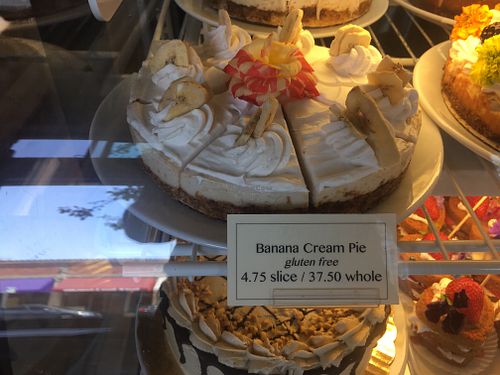 Banana Cream Pie
gluten free
4.75 slice / 37.50 whole